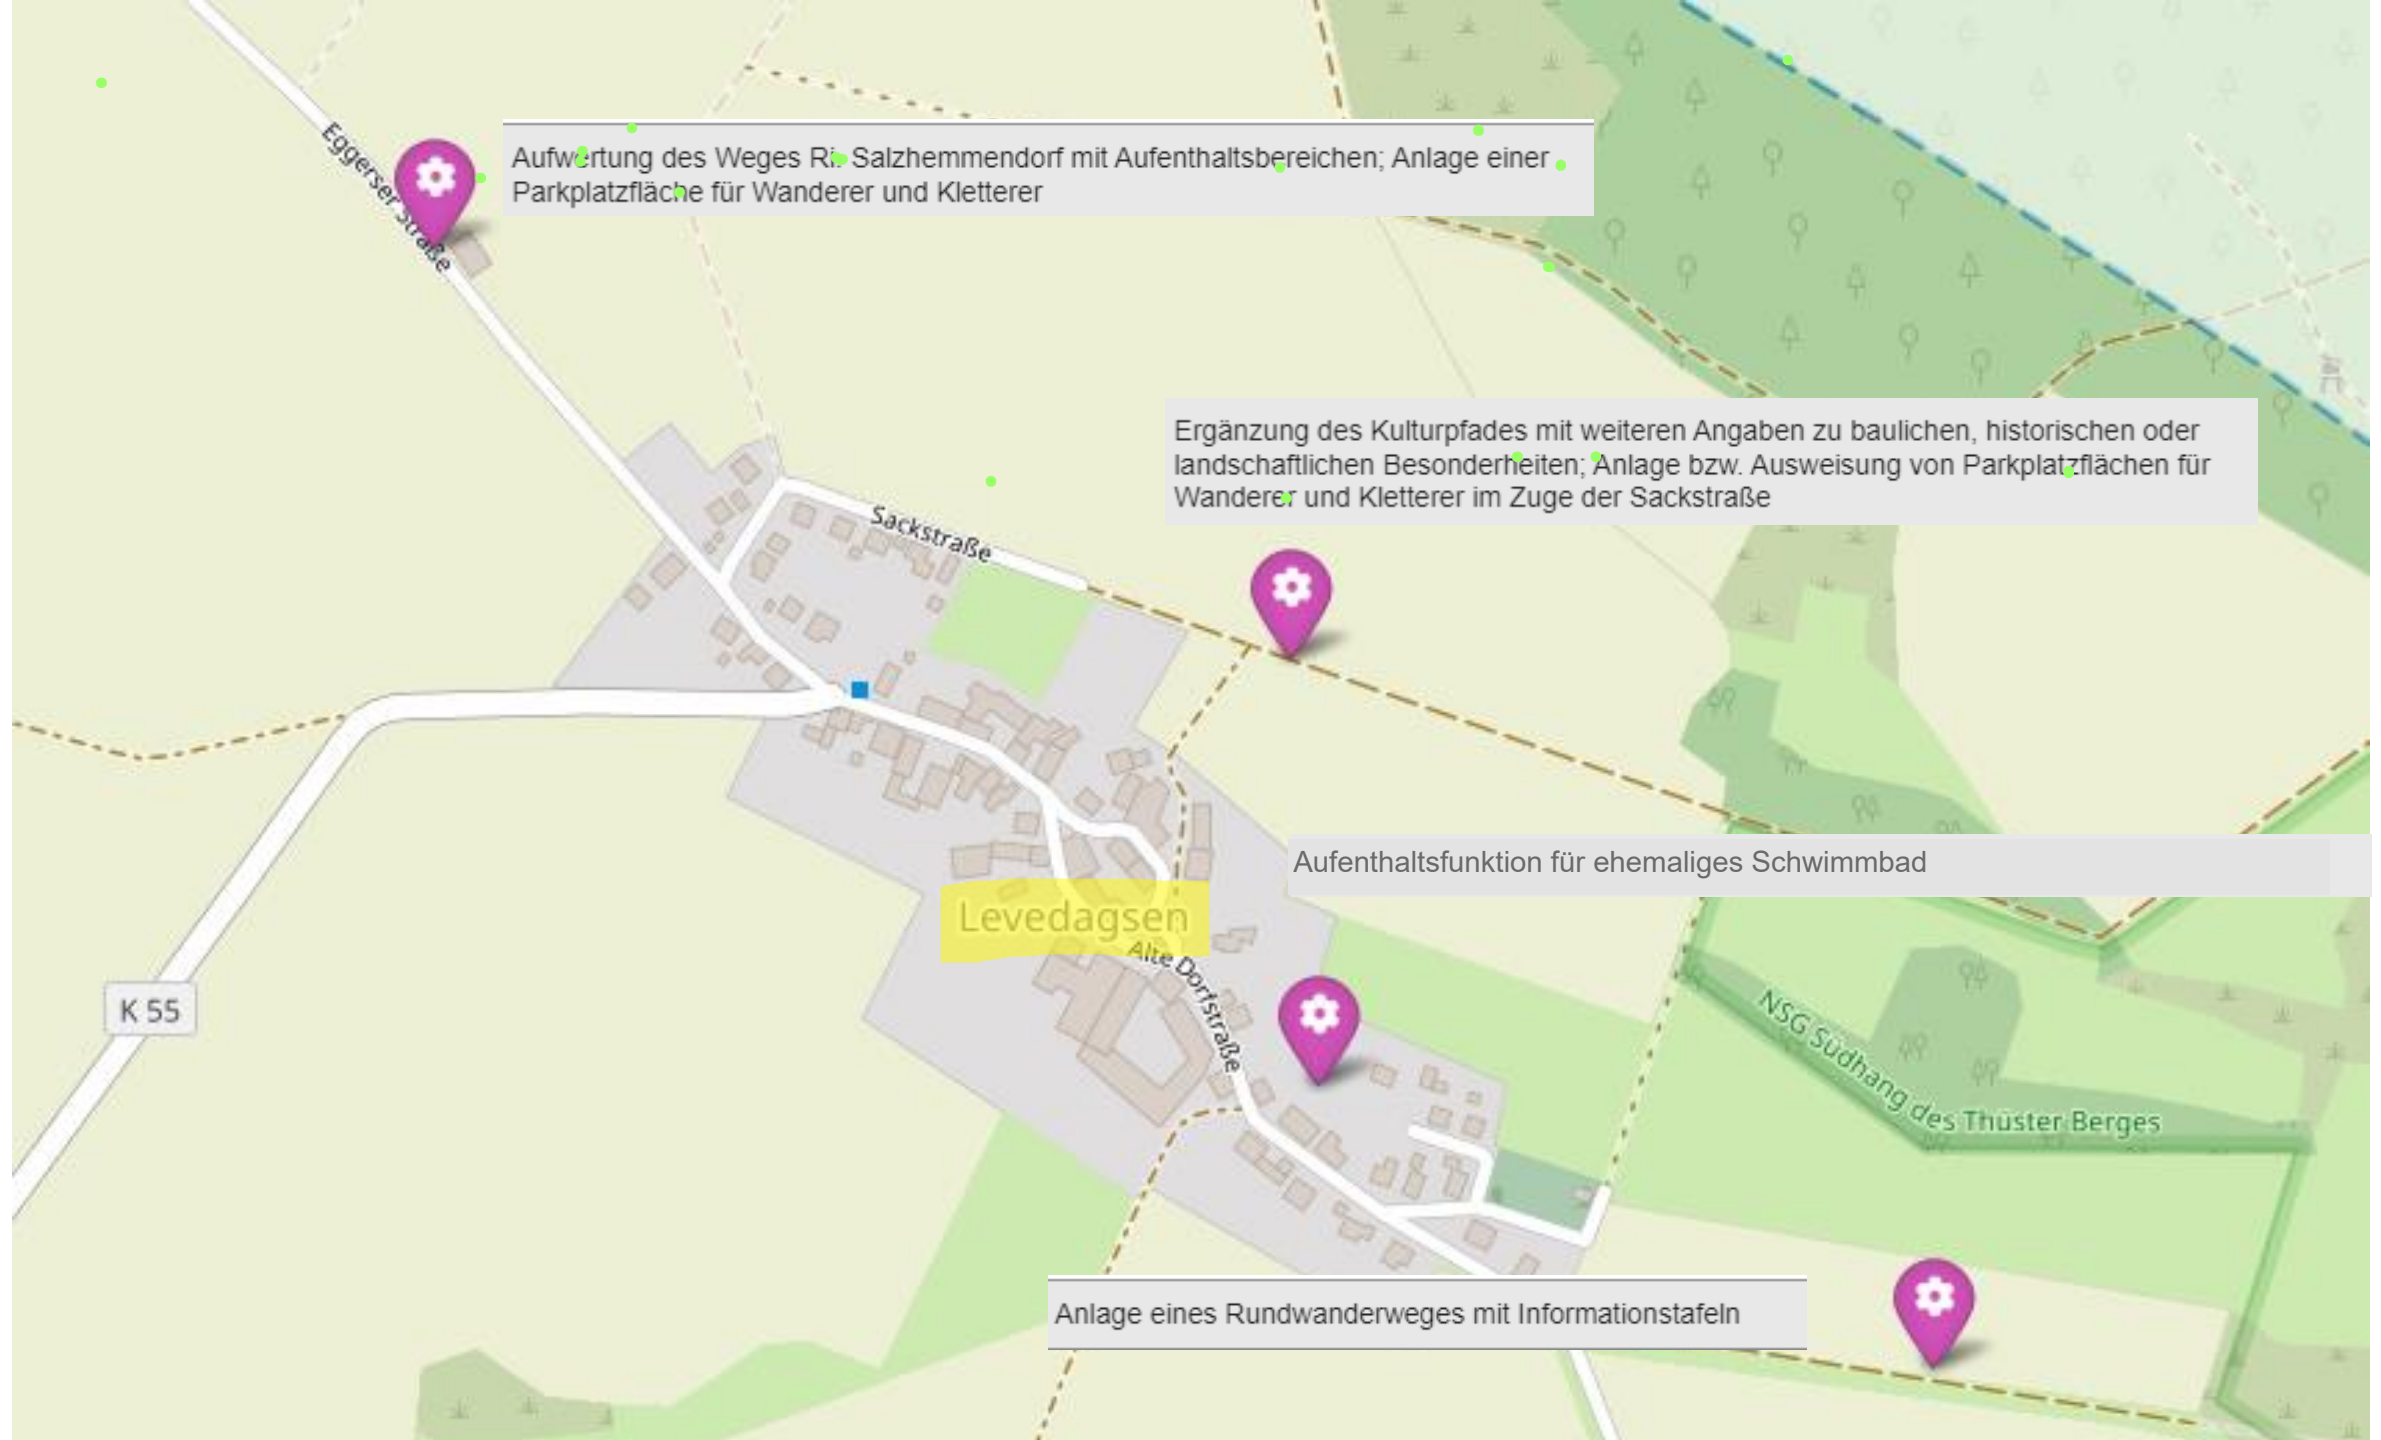 Eggerser Straße
Aufwertung des Weges Ri. Salzhemmendorf mit Aufenthaltsbereichen; Anlage einer
Parkplatzfläche für Wanderer und Kletterer
Ergänzung des Kulturpfades mit weiteren Angaben zu baulichen, historischen oder
landschaftlichen Besonderheiten; Anlage bzw. Ausweisung von Parkplatzflächen für
Wanderer und Kletterer im Zuge der Sackstraße
Sackstraße
Aufenthaltsfunktion für ehemaliges Schwimmbad
Levedagsen
Alte Dorfstraße
K 55
NSG Südhang des Thüster Berges
Anlage eines Rundwanderweges mit Informationstafeln